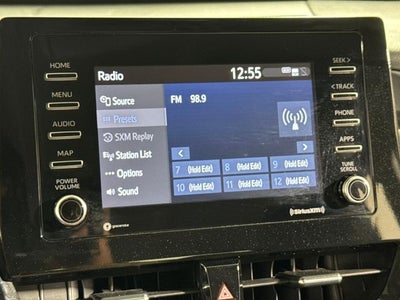 HOME
MENU
AUDIO
MAP
POWER
VOLUME
Radio
12:55
Source
Presets
SXM Replay
Station List
Options
Sound
FM 98.9
7 (Hold Edit) 8 (Hold Edit) 9 (Hold Edit)
10 (Hold Edit) 11 (Hold Edit) 12 (Hold Edit)
SEEK >
< TRACK
PHONE
APPS
TUNE
SCROLL
gracenote
((SiriusXM))